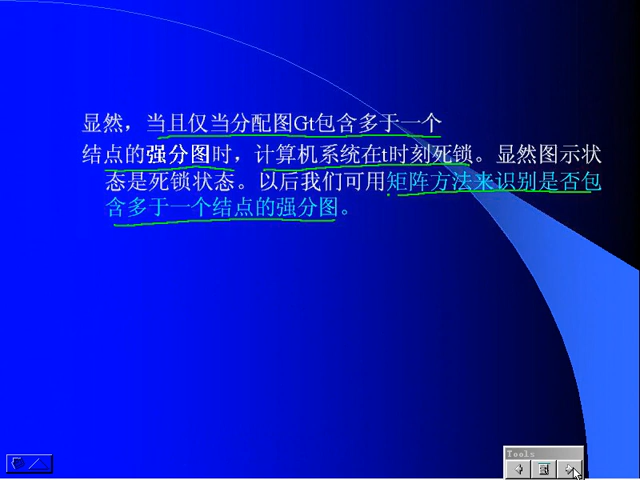 显然，当且仅当分配图Gt包含多于一个
结点的强分图时，计算机系统在t时刻死锁。显然图示状
态是死锁状态。以后我们可用矩阵方法来识别是否包
含多于一个结点的强分图。
Tools